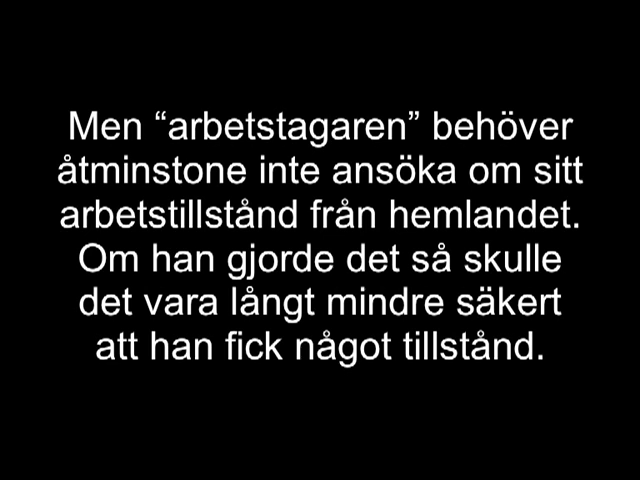 Men “arbetstagaren” behöver
åtminstone inte ansöka om sitt
arbetstillstånd från hemlandet.
Om han gjorde det så skulle
det vara långt mindre säkert
att han fick något tillstånd.